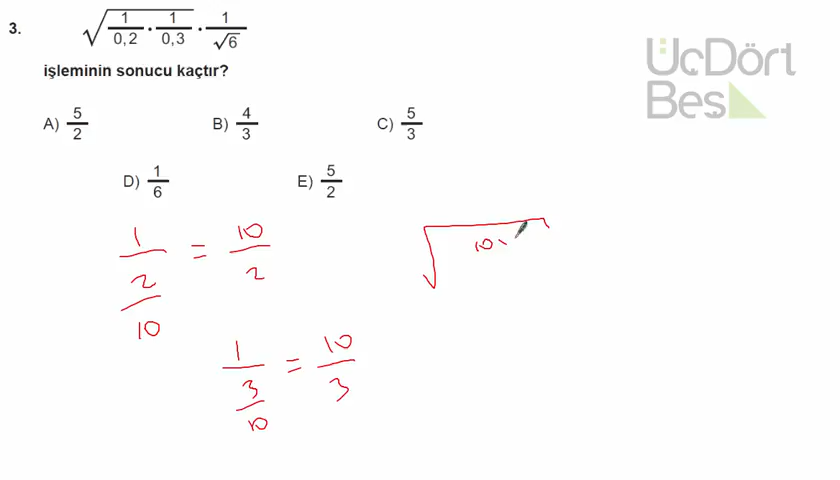 3. √(1/0,2 · 1/0,3) · 1/√6
işleminin sonucu kaçtır?
A) 5/2 B) 4/3 C) 5/3
D) 1/6 E) 5/2
ÜçDört
Beş
1/(2/10) = 10/2
√(10.
1/(3/10) = 10/3